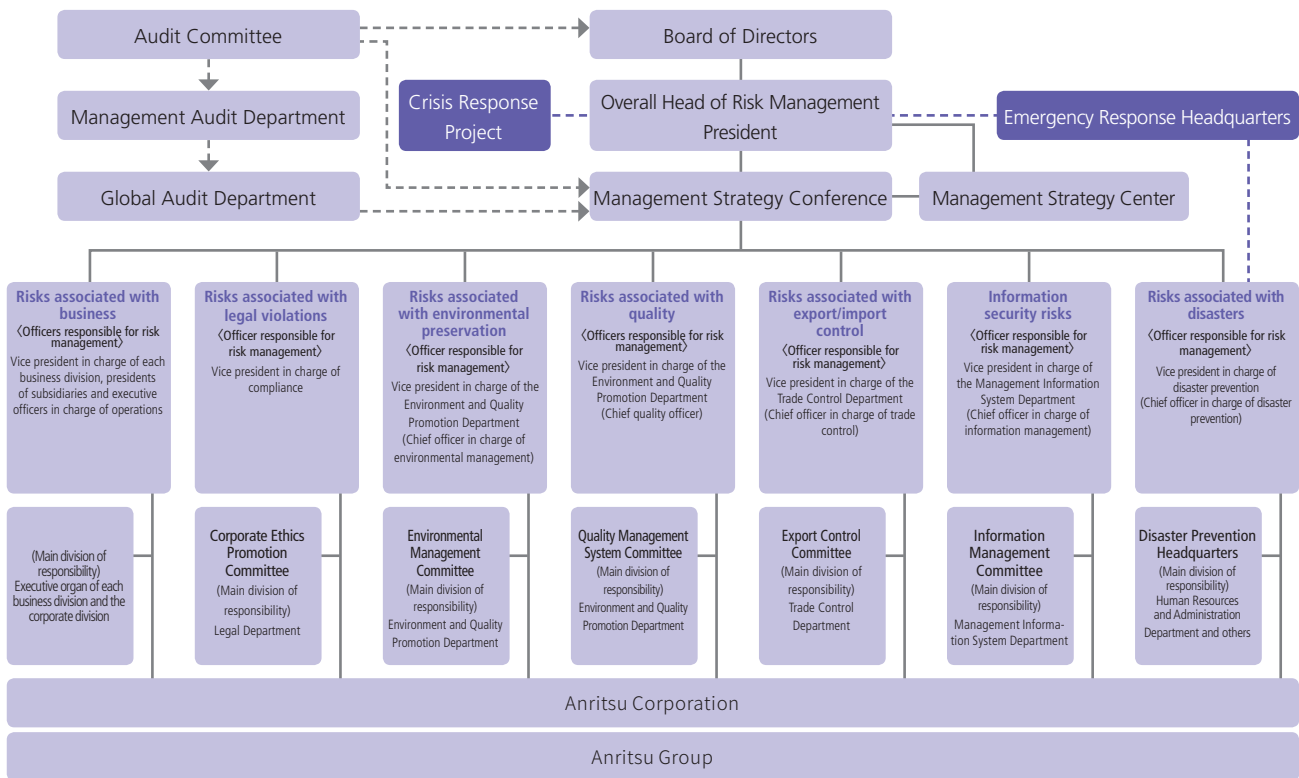 Audit Committee
Board of Directors
Crisis Response
Project
Overall Head of Risk Management
President
Emergency Response Headquarters
Management Audit Department
Global Audit Department
Management Strategy Conference
Management Strategy Center
Risks associated with
business
〈Officers responsible for risk
management〉
Vice president in charge of each
business division, presidents
of subsidiaries and executive
officers in charge of operations
Risks associated with
legal violations
〈Officer responsible for
risk management〉
Vice president in charge of
compliance
Risks associated
with environmental
preservation
〈Officer responsible for
risk management〉
Vice president in charge of the
Environment and Quality
Promotion Department
(Chief officer in charge of
environmental management)
Risks associated with
quality
〈Officers responsible for
risk management〉
Vice president in charge of the
Environment and Quality
Promotion Department
(Chief quality officer)
Risks associated with
export/import
control
〈Officer responsible for
risk management〉
Vice president in charge of the
Trade Control Department
(Chief officer in charge of trade
control)
Information
security risks
〈Officer responsible for
risk management〉
Vice president in charge of
the Management Information
System Department
(Chief officer in charge of
information management)
Risks associated with
disasters
〈Officer responsible for risk
management〉
Vice president in charge of
disaster prevention
(Chief officer in charge of disaster
prevention)
(Main division of
responsibility)
Executive organ of each
business division and the
corporate division
Corporate Ethics
Promotion
Committee
(Main division of
responsibility)
Legal Department
Environmental
Management
Committee
(Main division of
responsibility)
Environment and Quality
Promotion Department
Quality Management
System Committee
(Main division of
responsibility)
Environment and Quality
Promotion Department
Export Control
Committee
(Main division of
responsibility)
Trade Control
Department
Information
Management
Committee
(Main division of
responsibility)
Management Informa-
tion System Department
Disaster Prevention
Headquarters
(Main division of
responsibility)
Human Resources
and Administration
Department and others
Anritsu Corporation
Anritsu Group